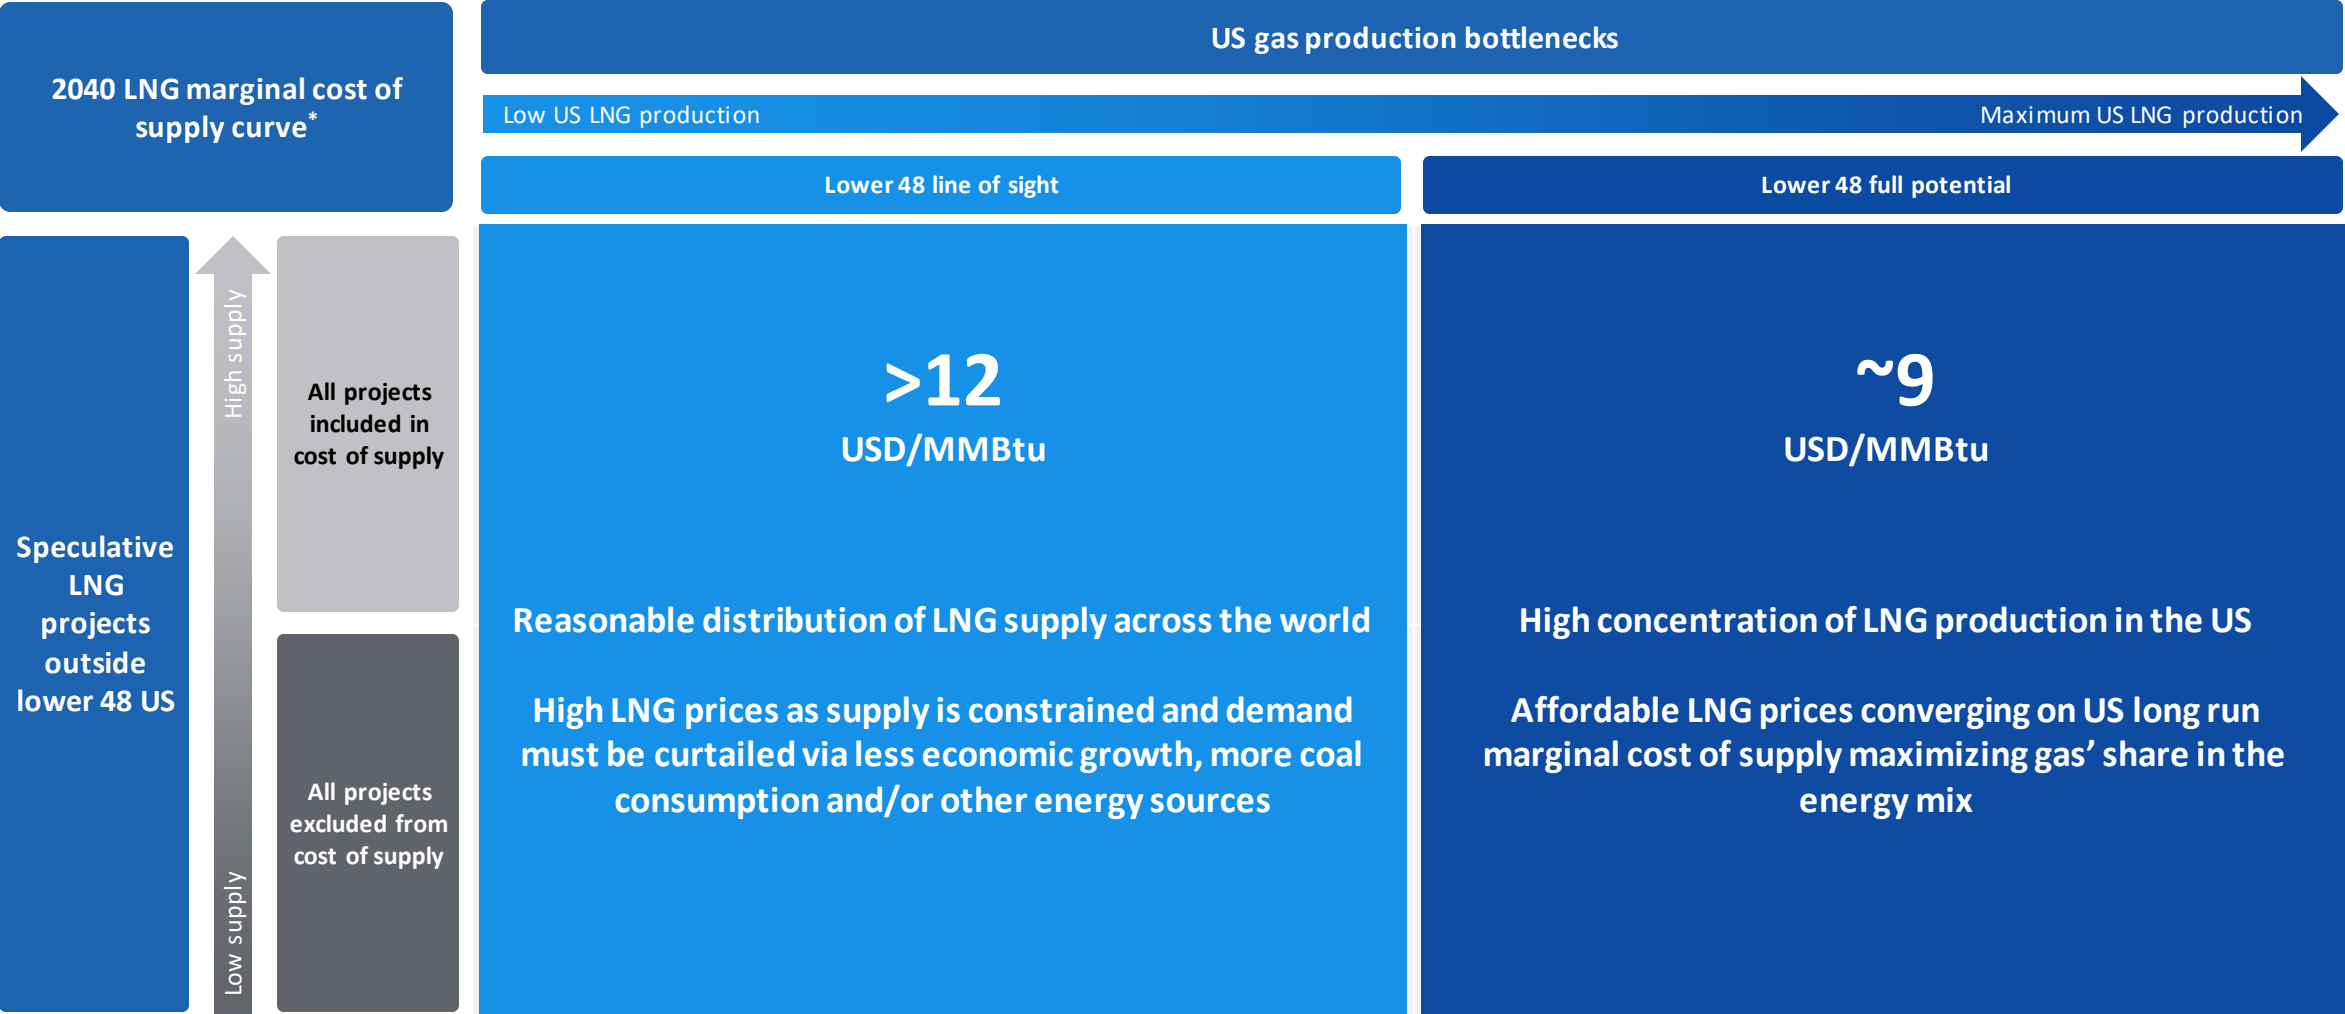 2040 LNG marginal cost of
supply curve*
US gas production bottlenecks
Low US LNG production
Maximum US LNG production
Lower 48 line of sight
Lower 48 full potential
Speculative
LNG
projects
outside
lower 48 US
High supply
Low supply
All projects
included in
cost of supply
All projects
excluded from
cost of supply
>12
USD/MMBtu
Reasonable distribution of LNG supply across the world
High LNG prices as supply is constrained and demand
must be curtailed via less economic growth, more coal
consumption and/or other energy sources
~9
USD/MMBtu
High concentration of LNG production in the US
Affordable LNG prices converging on US long run
marginal cost of supply maximizing gas’ share in the
energy mix